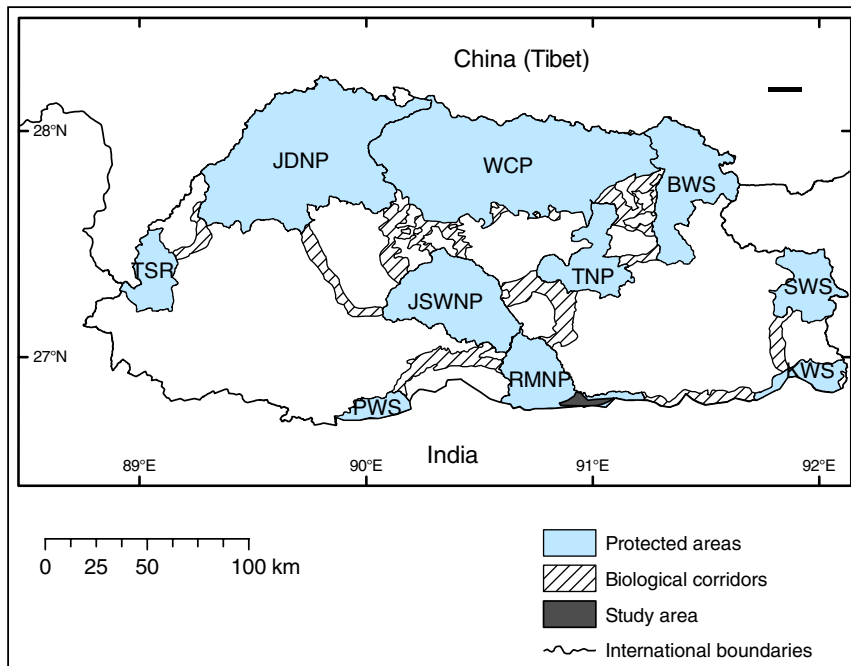 China (Tibet)
28°N
JDNP
WCP
BWS
TSR
TNP
SWS
JSWNP
27°N
RMNP
KWS
PWS
India
89°E
90°E
91°E
92°E
0 25 50 100 km
Protected areas
Biological corridors
Study area
International boundaries